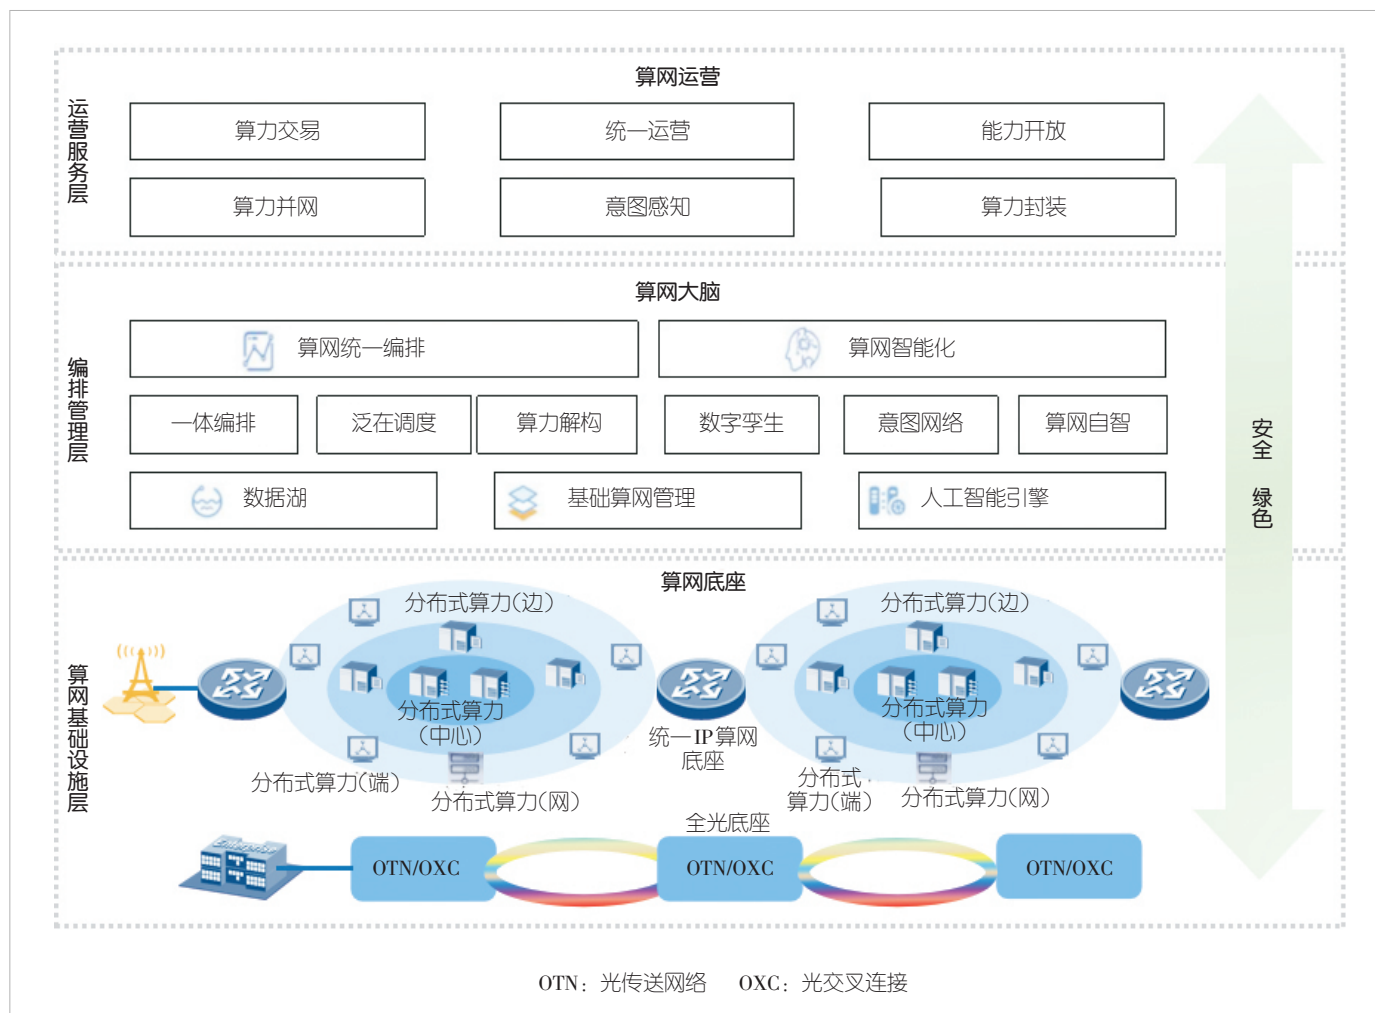 算网运营
运营服务层
算力交易
统一运营
能力开放
算力并网
意图感知
算力封装
算网大脑
编排管理层
算网统一编排
算网智能化
一体编排
泛在调度
算力解构
数字孪生
意图网络
算网自智
数据湖
基础算网管理
人工智能引擎
安全 绿色
算网底座
算网基础设施层
分布式算力(边)
分布式算力(边)
分布式算力
(中心)
分布式算力
(中心)
统一IP算网
底座
分布式算力(端)
分布式算力(网)
分布式
算力(端)
分布式算力(网)
全光底座
Enterprise
OTN/OXC
OTN/OXC
OTN/OXC
OTN：光传送网络 OXC：光交叉连接